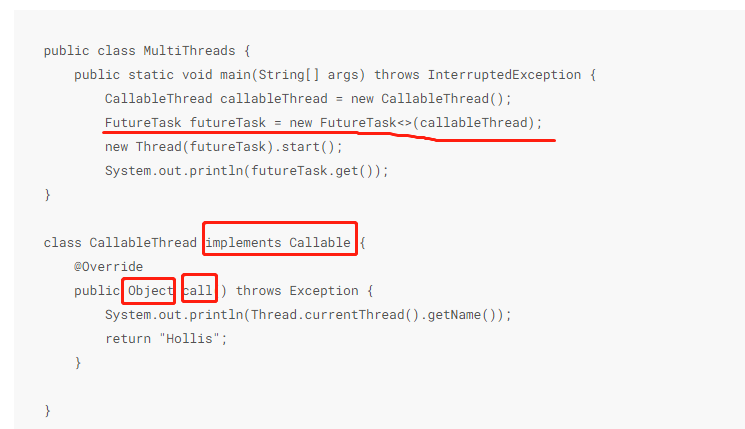 public class MultiThreads {
    public static void main(String[] args) throws InterruptedException {
        CallableThread callableThread = new CallableThread();
        FutureTask futureTask = new FutureTask<>(callableThread);
        new Thread(futureTask).start();
        System.out.println(futureTask.get());
}
class CallableThread implements Callable {
    @Override
    public Object call() throws Exception {
        System.out.println(Thread.currentThread().getName());
        return "Hollis";
    }
}